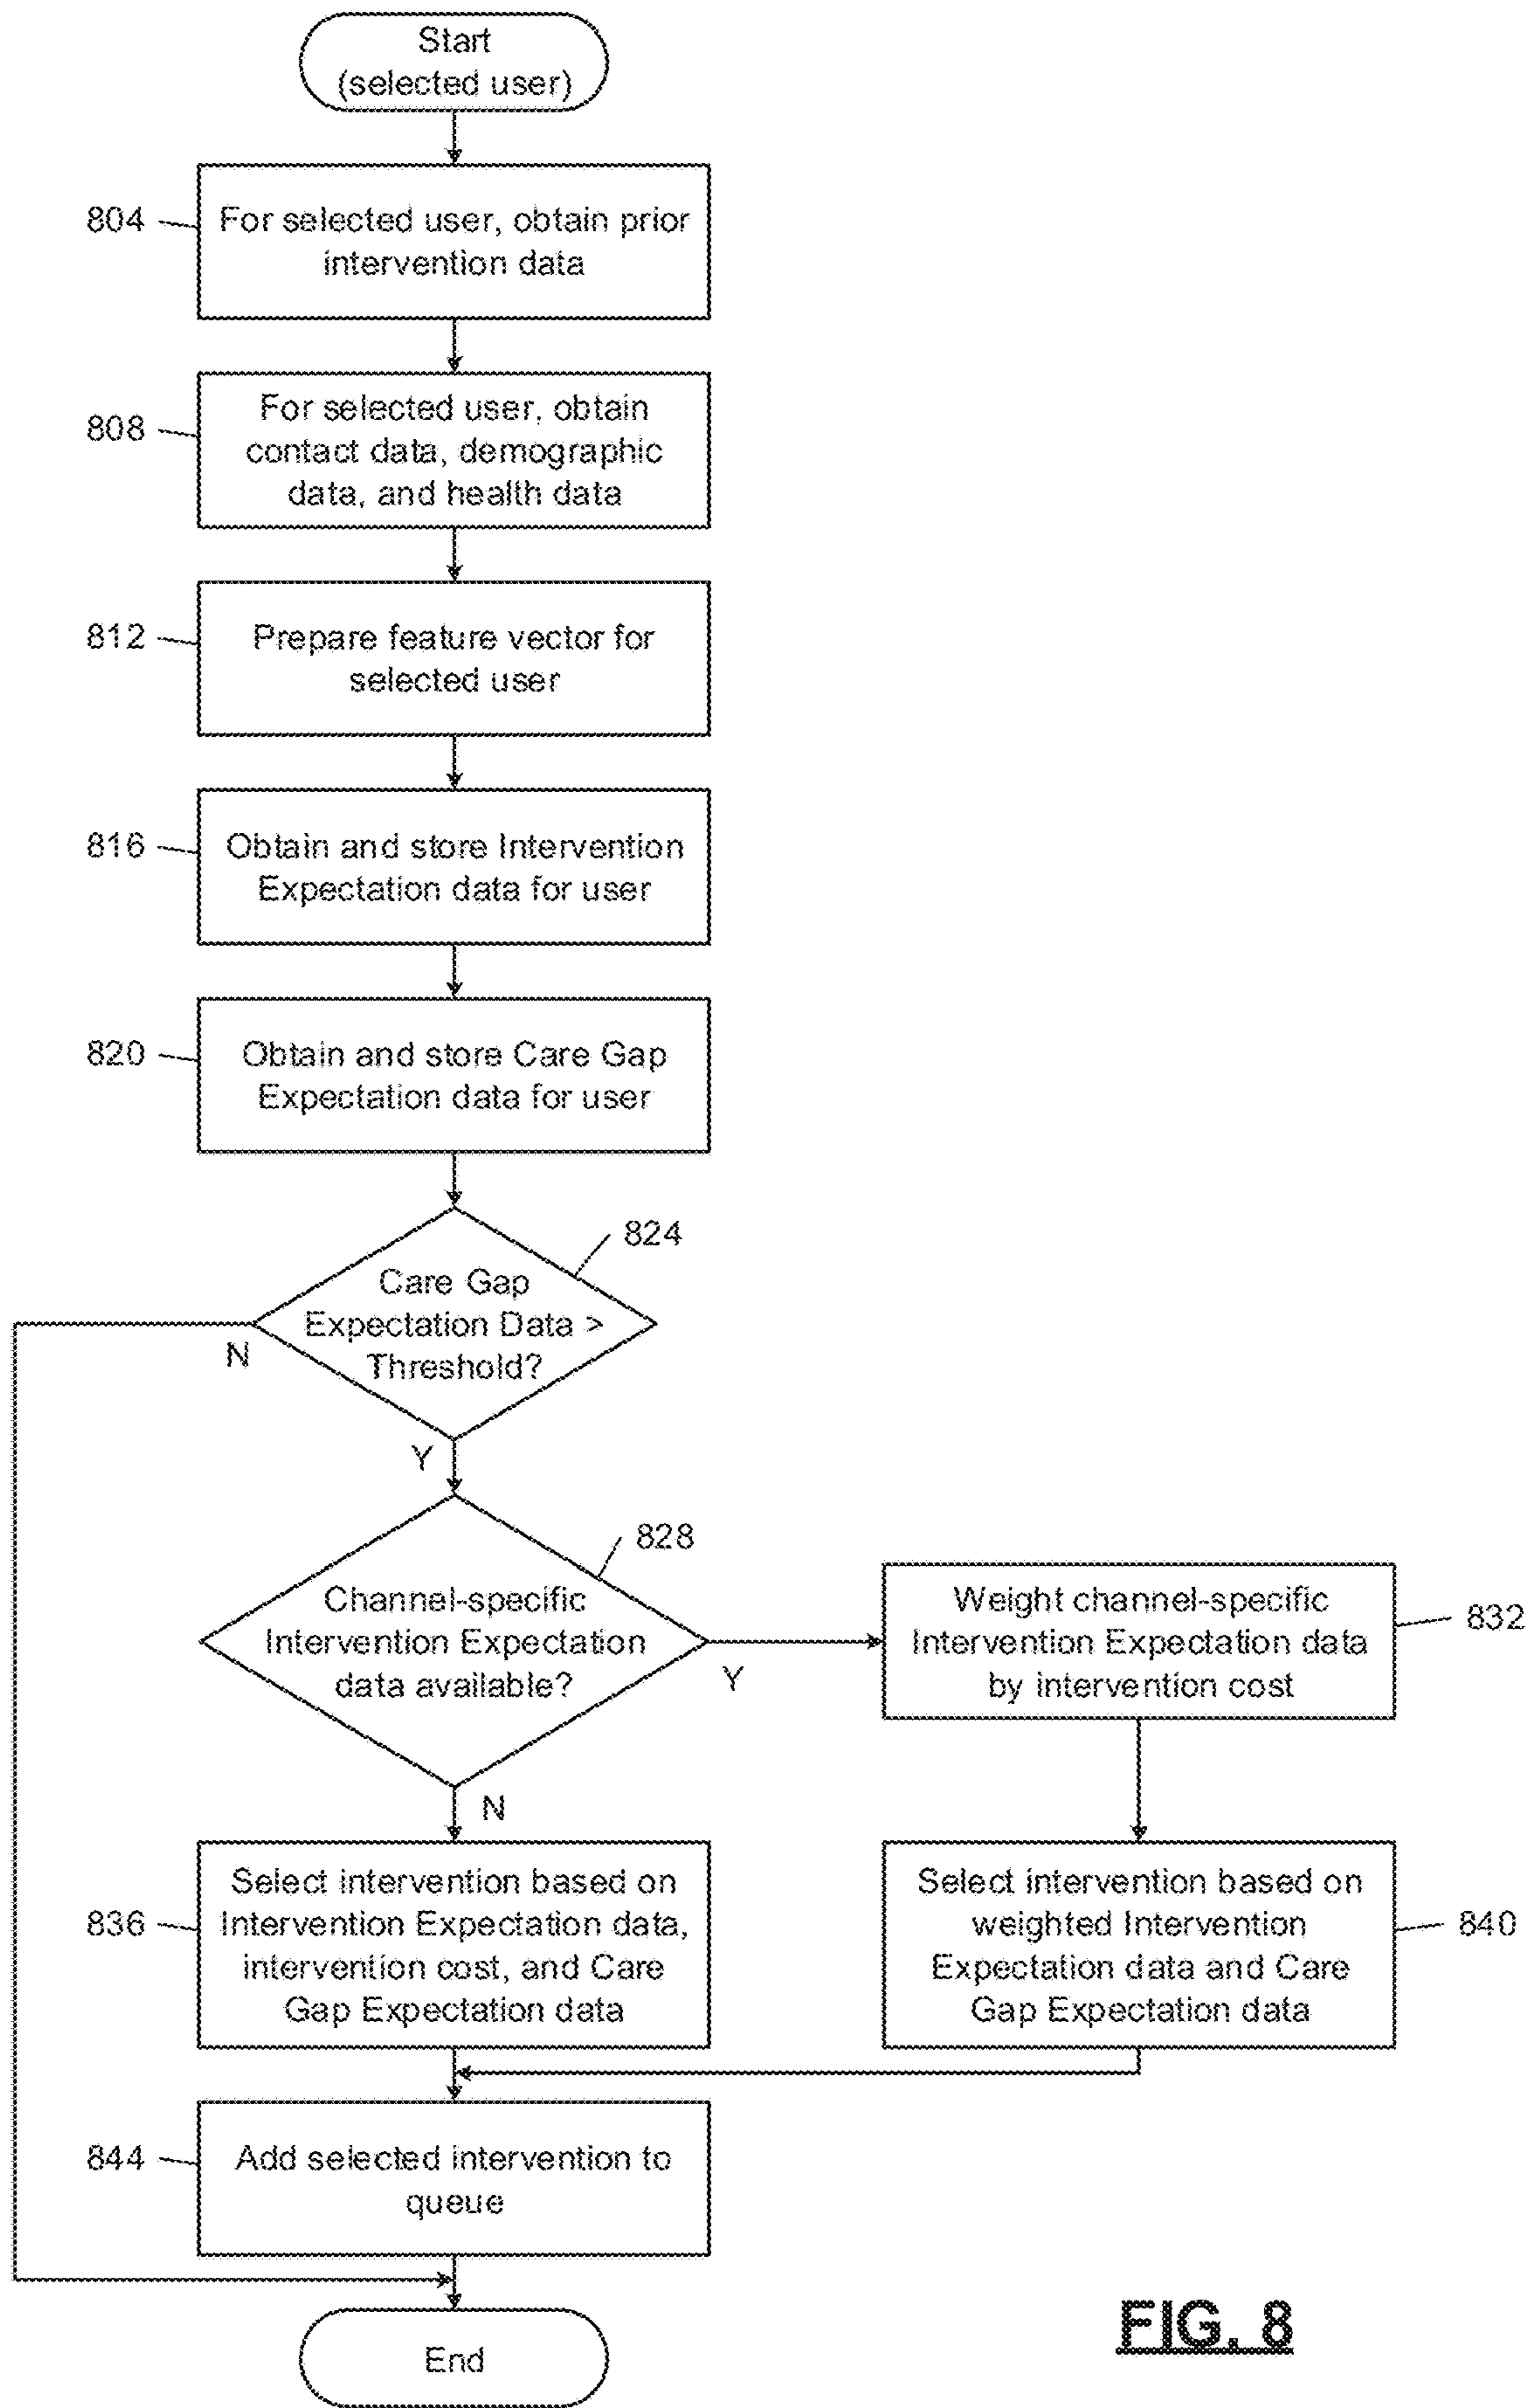 Start
(selected user)
804
For selected user, obtain prior
intervention data
808
For selected user, obtain
contact data, demographic
data, and health data
812
Prepare feature vector for
selected user
816
Obtain and store Intervention
Expectation data for user
820
Obtain and store Care Gap
Expectation data for user
824
Care Gap
Expectation Data >
Threshold?
N
Y
828
Channel-specific
Intervention Expectation
data available?
Y
N
Weight channel-specific
Intervention Expectation data
by intervention cost
832
836
Select intervention based on
Intervention Expectation data,
intervention cost, and Care
Gap Expectation data
Select intervention based on
weighted Intervention
Expectation data and Care
Gap Expectation data
840
844
Add selected intervention to
queue
End
FIG. 8